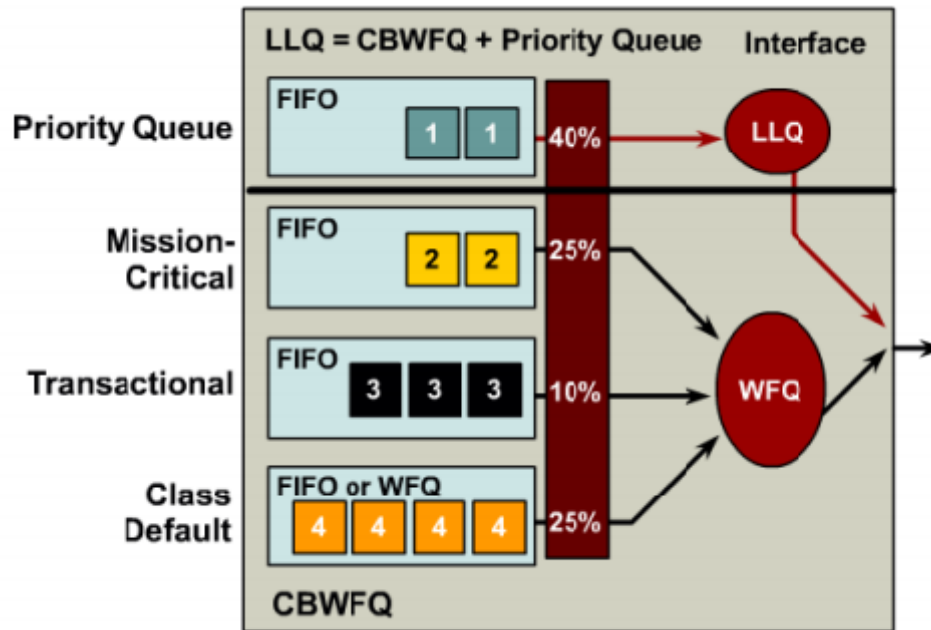 LLQ = CBWFQ + Priority Queue
Interface
Priority Queue
FIFO
1 1
40%
LLQ
Mission-
Critical
FIFO
2 2
25%
Transactional
FIFO
3 3 3
10%
WFQ
Class
Default
FIFO or WFQ
4 4 4 4
25%
CBWFQ